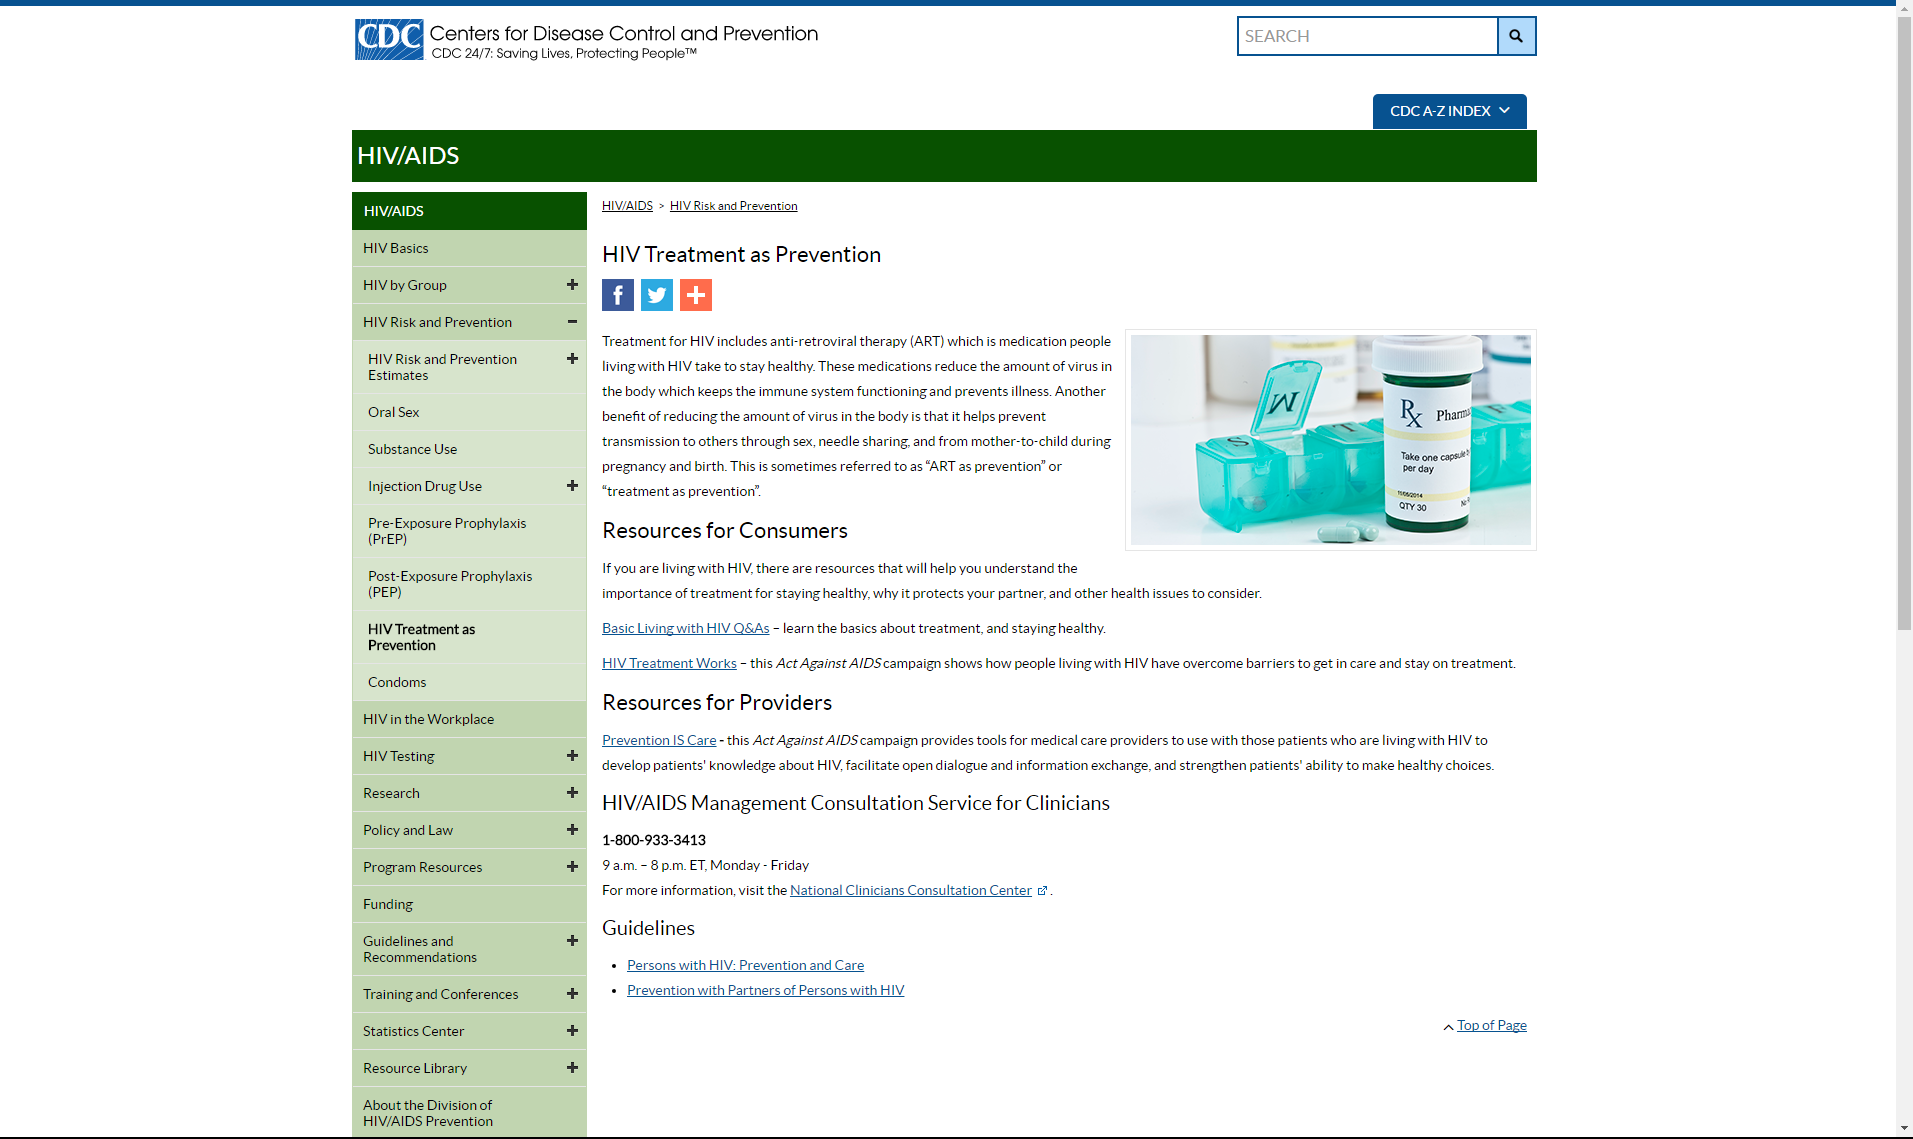 CDC Centers for Disease Control and Prevention
CDC 24/7: Saving Lives, Protecting People™
SEARCH
CDC A-Z INDEX
HIV/AIDS
HIV/AIDS
HIV Basics
HIV by Group
HIV Risk and Prevention
HIV Risk and Prevention
Estimates
Oral Sex
Substance Use
Injection Drug Use
Pre-Exposure Prophylaxis
(PrEP)
Post-Exposure Prophylaxis
(PEP)
HIV Treatment as
Prevention
Condoms
HIV in the Workplace
HIV Testing
Research
Policy and Law
Program Resources
Funding
Guidelines and
Recommendations
Training and Conferences
Statistics Center
Resource Library
About the Division of
HIV/AIDS Prevention
HIV/AIDS > HIV Risk and Prevention
HIV Treatment as Prevention
Treatment for HIV includes anti-retroviral therapy (ART) which is medication people
living with HIV take to stay healthy. These medications reduce the amount of virus in
the body which keeps the immune system functioning and prevents illness. Another
benefit of reducing the amount of virus in the body is that it helps prevent
transmission to others through sex, needle sharing, and from mother-to-child during
pregnancy and birth. This is sometimes referred to as “ART as prevention” or
“treatment as prevention”.
M
S
T
Rx Pharma
Take one capsule
per day
11/05/2014
QTY 30
Resources for Consumers
If you are living with HIV, there are resources that will help you understand the
importance of treatment for staying healthy, why it protects your partner, and other health issues to consider.
Basic Living with HIV Q&As – learn the basics about treatment, and staying healthy.
HIV Treatment Works – this Act Against AIDS campaign shows how people living with HIV have overcome barriers to get in care and stay on treatment.
Resources for Providers
Prevention IS Care - this Act Against AIDS campaign provides tools for medical care providers to use with those patients who are living with HIV to
develop patients' knowledge about HIV, facilitate open dialogue and information exchange, and strengthen patients' ability to make healthy choices.
HIV/AIDS Management Consultation Service for Clinicians
1-800-933-3413
9 a.m. – 8 p.m. ET, Monday - Friday
For more information, visit the National Clinicians Consultation Center .
Guidelines
• Persons with HIV: Prevention and Care
• Prevention with Partners of Persons with HIV
Top of Page